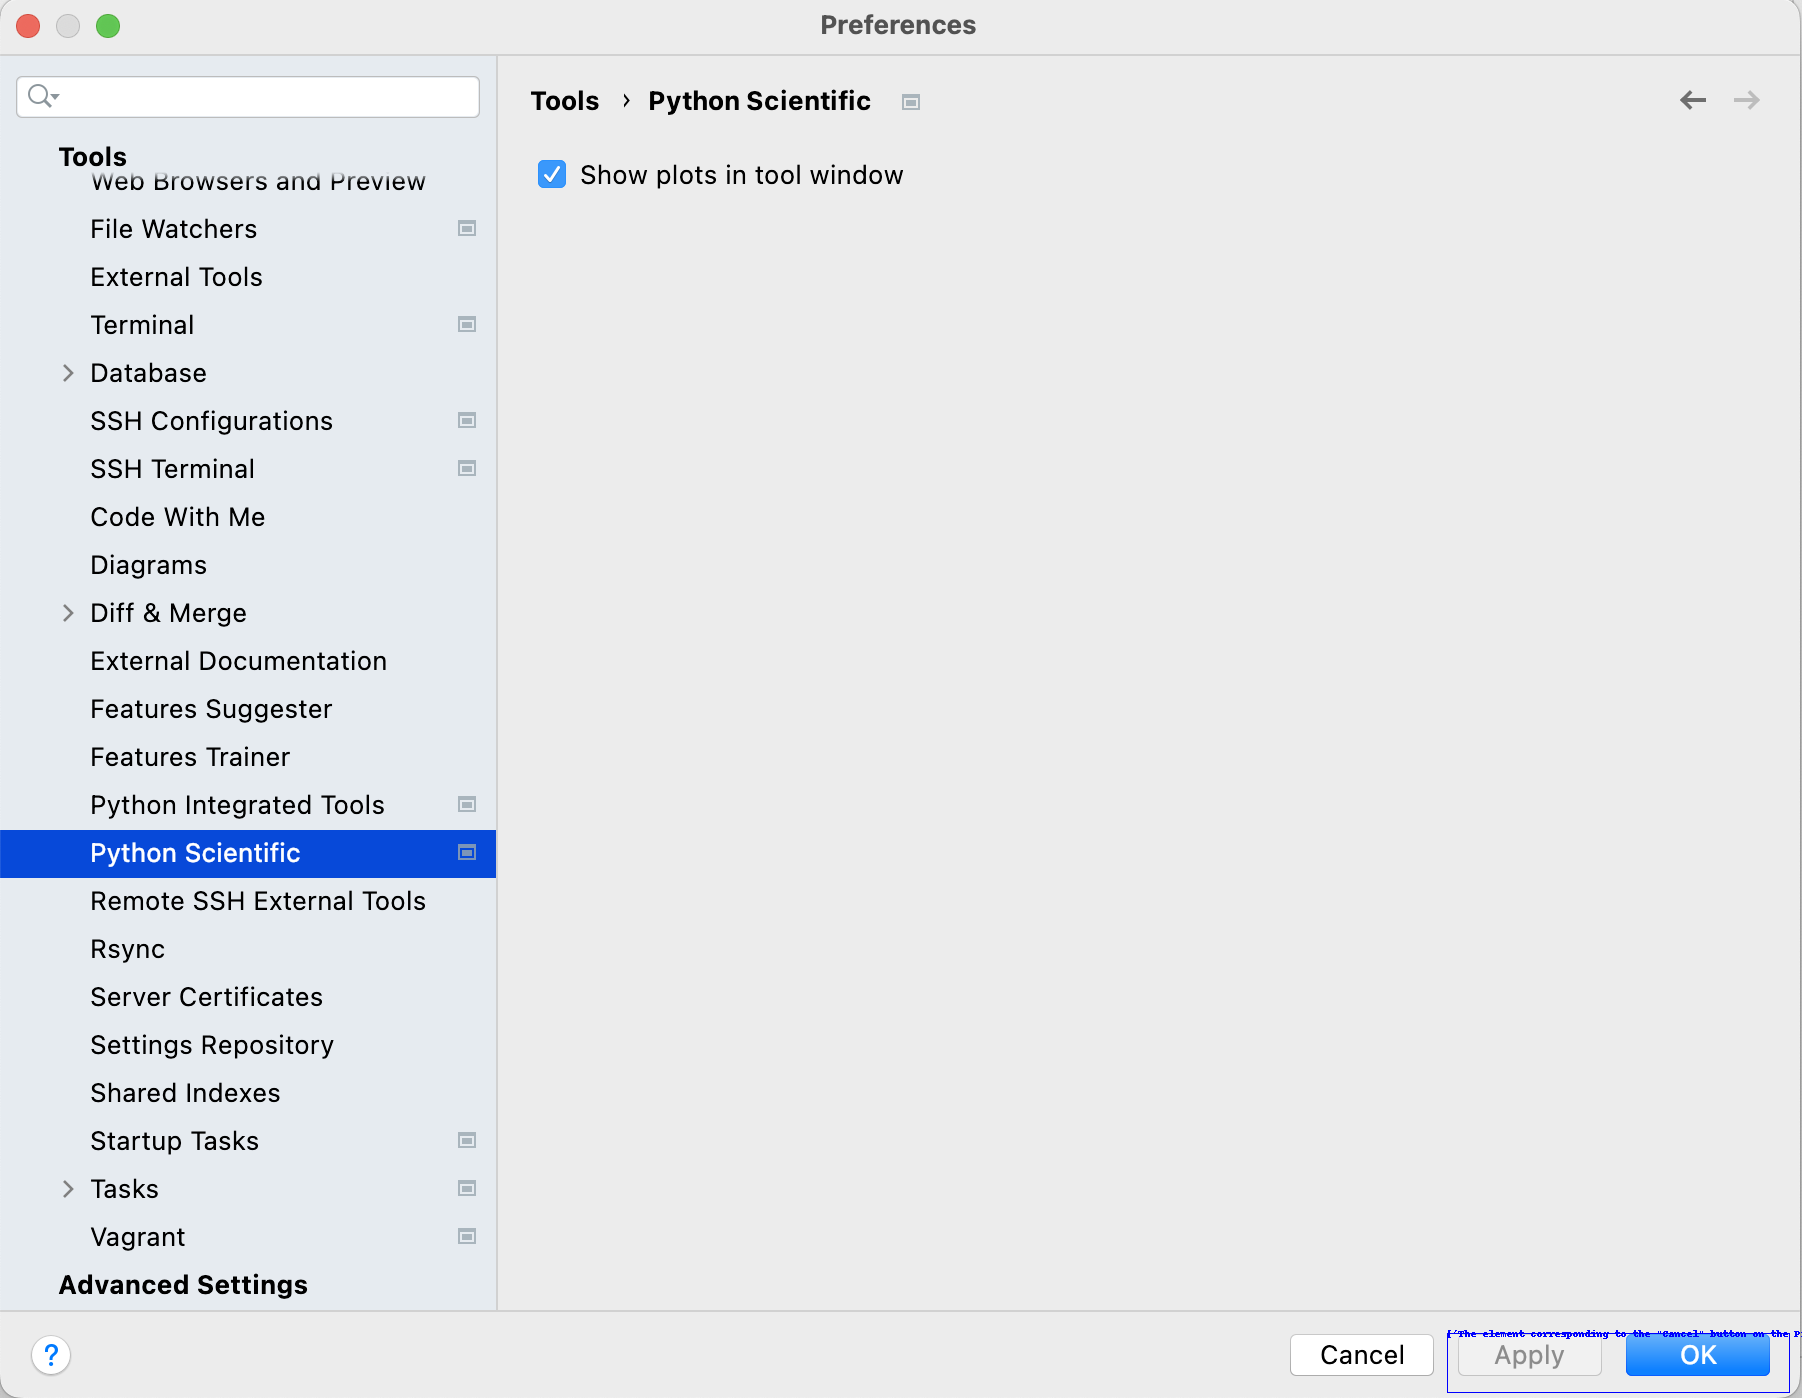 Preferences
Tools
Web Browsers and Preview
File Watchers
External Tools
Terminal
Database
SSH Configurations
SSH Terminal
Code With Me
Diagrams
Diff & Merge
External Documentation
Features Suggester
Features Trainer
Python Integrated Tools
Python Scientific
Remote SSH External Tools
Rsync
Server Certificates
Settings Repository
Shared Indexes
Startup Tasks
Tasks
Vagrant
Advanced Settings
Tools › Python Scientific
Show plots in tool window
?
['The element corresponding to the "Cancel" button on the P
Cancel
Apply
OK